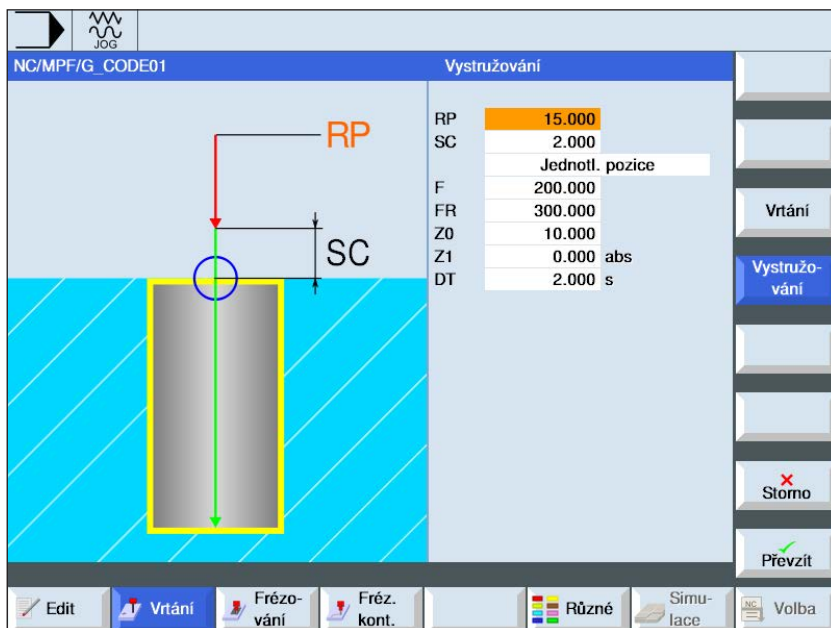 JOG
NC/MPF/G_CODE01
Vystružování
RP
SC
RP 15.000
SC 2.000
Jednotl. pozice
F 200.000
FR 300.000
Z0 10.000
Z1 0.000 abs
DT 2.000 s
Vrtání
Vystružo-
vání
Storno
Převzít
Edit
Vrtání
Frézo-
vání
Fréz.
kont.
Různé
Simu-
lace
NC
Volba